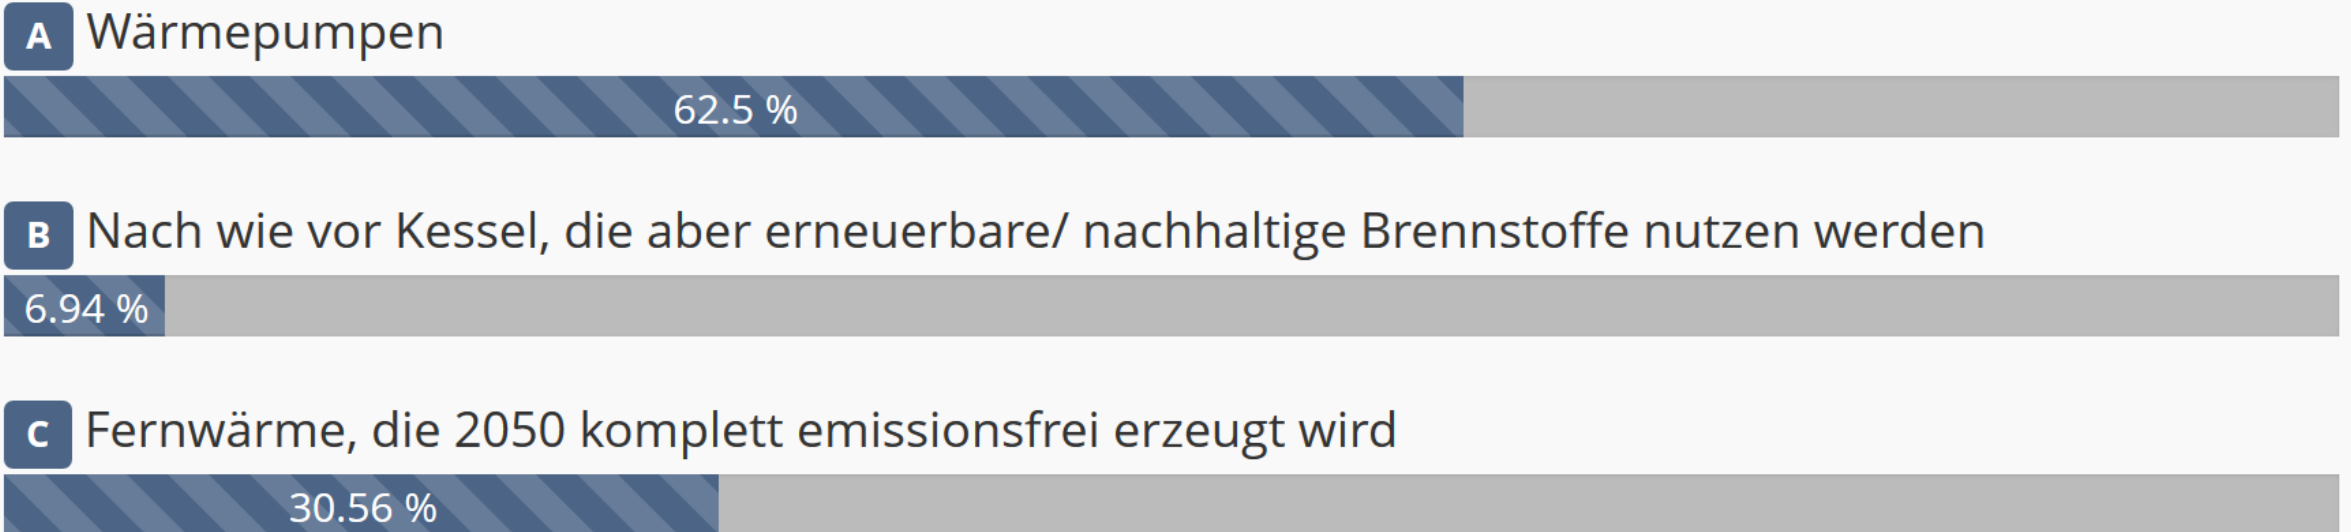 A Wärmepumpen
62.5 %
B Nach wie vor Kessel, die aber erneuerbare/ nachhaltige Brennstoffe nutzen werden
6.94 %
C Fernwärme, die 2050 komplett emissionsfrei erzeugt wird
30.56 %